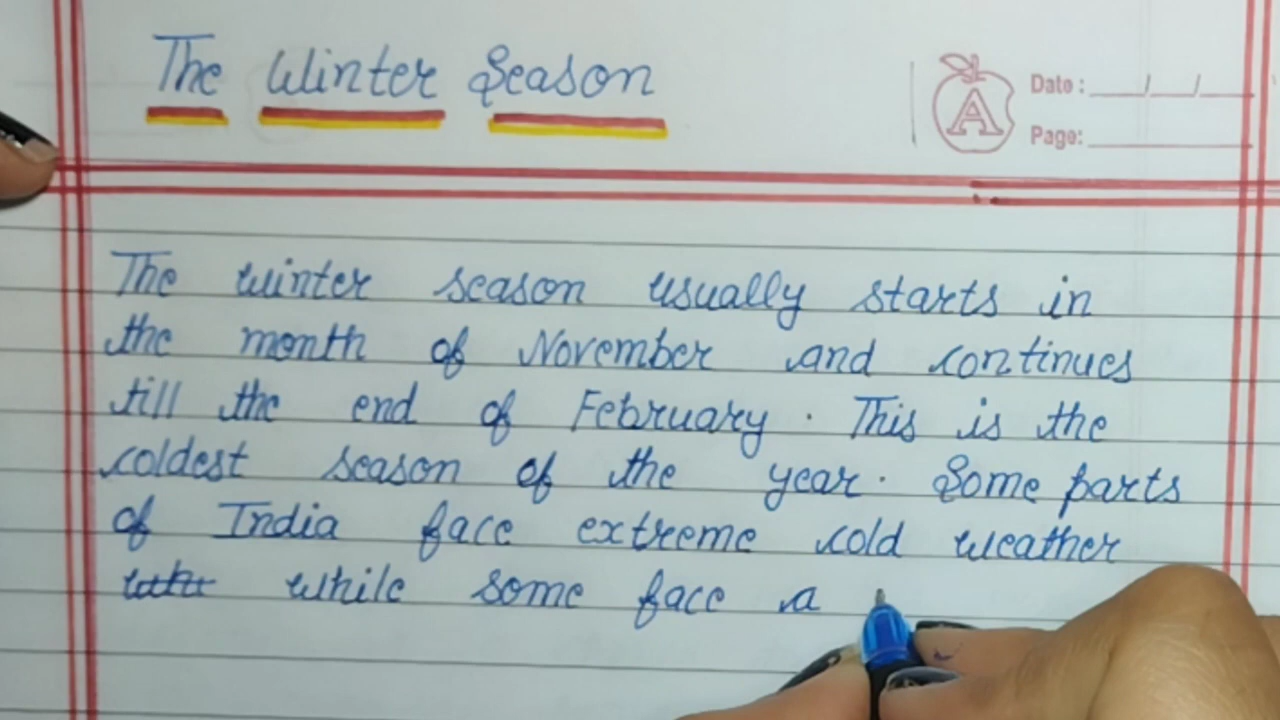 The Winter Season
A
Date : __/__/__
Page: ______
The winter season usually starts in
the month of November and continues
till the end of February. This is the
coldest season of the year. Some parts
of India face extreme cold weather
while some face a